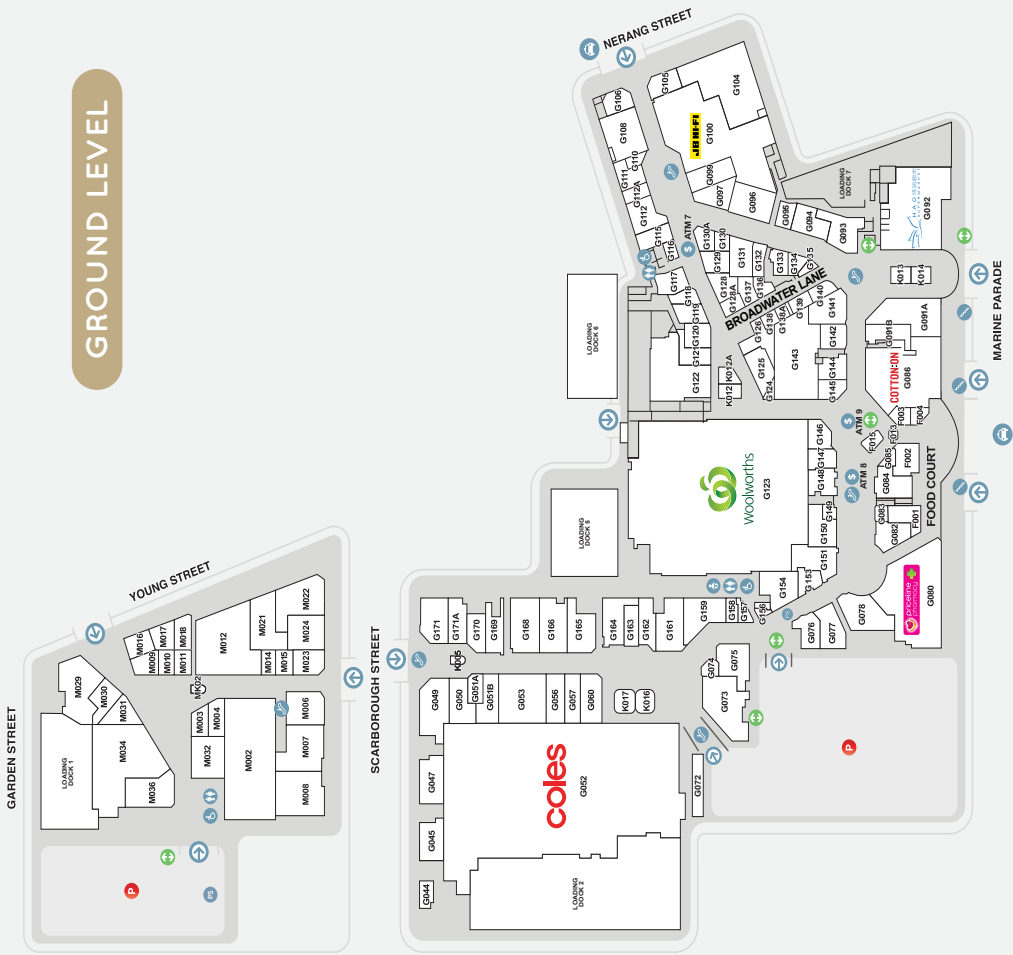 GROUND LEVEL
NERANG STREET
MARINE PARADE
YOUNG STREET
SCARBOROUGH STREET
GARDEN STREET
BROADWATER LANE
FOOD COURT
LOADING
DOCK 1
LOADING
DOCK 2
LOADING
DOCK 5
LOADING
DOCK 6
LOADING
DOCK 7
ATM 7
ATM 8
ATM 9
JB HI-FI
G100
G104
G105
G106
G108
G110
G111
G112A
G112
G115
G116
G117
G118
G119
G120
G121
G122
K012
K012A
G099
G097
G096
G095
G094
G093
HAO
SUPERMARKET
G092
G130A
G130
G129
G131
G132
G133
G134
G135
G128
G128A
G137
G136
G126
G138
G138A
G139
G140
G141
G142
G143
G144
G145
G125
G124
K013
K014
G091A
G091B
COTTON:ON
G086
F003
F004
F013
F015
G085
G084
F002
G083
G082
F001
Woolworths
G123
G146
G147
G148
G149
G150
G151
G153
G154
G156
G157
G158
G159
G161
G162
G163
G164
G165
G166
G168
G169
G170
G171A
G171
priceline
pharmacy
G080
G078
G077
G076
G075
G074
G073
G072
K005
G049
G050
G051A
G051B
G053
G056
G057
G060
K017
K016
coles
G052
G047
G045
G044
M016
M009
M017
M010
M018
M011
M012
M021
M022
M024
M014
M015
M023
MK02
M029
M030
M031
M034
M036
M003
M004
M032
M002
M006
M007
M008
P
P
PS
PS
$
$
$